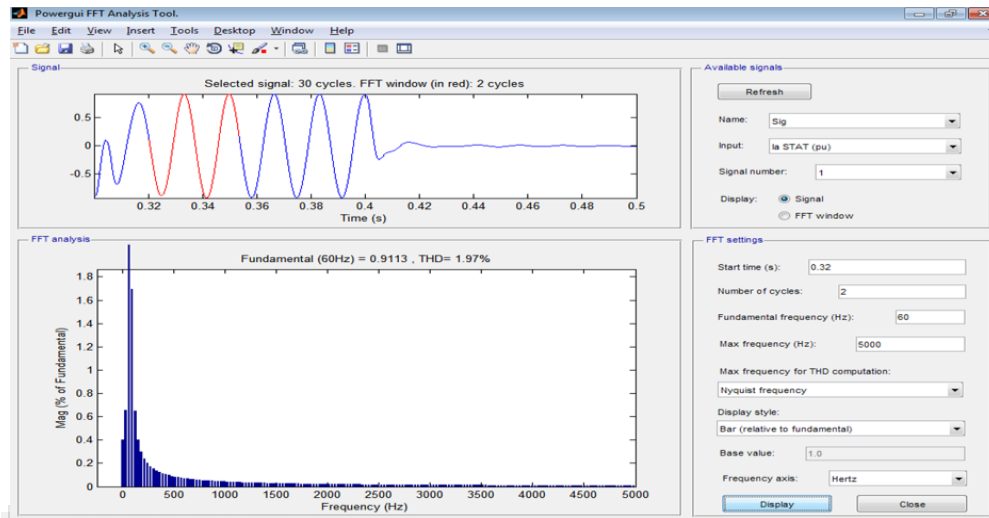 Powergui FFT Analysis Tool.
File Edit View Insert Tools Desktop Window Help
Signal
Selected signal: 30 cycles. FFT window (in red): 2 cycles
0.5
0
-0.5
0.32 0.34 0.36 0.38 0.4 0.42 0.44 0.46 0.48 0.5
Time (s)
FFT analysis
Fundamental (60Hz) = 0.9113 , THD= 1.97%
Mag (% of Fundamental)
1.8
1.6
1.4
1.2
1
0.8
0.6
0.4
0.2
0
0 500 1000 1500 2000 2500 3000 3500 4000 4500 5000
Frequency (Hz)
Available signals
Refresh
Name: Sig
Input: Ia STAT (pu)
Signal number: 1
Display: Signal
FFT window
FFT settings
Start time (s): 0.32
Number of cycles: 2
Fundamental frequency (Hz): 60
Max frequency (Hz): 5000
Max frequency for THD computation:
Nyquist frequency
Display style:
Bar (relative to fundamental)
Base value: 1.0
Frequency axis: Hertz
Display Close